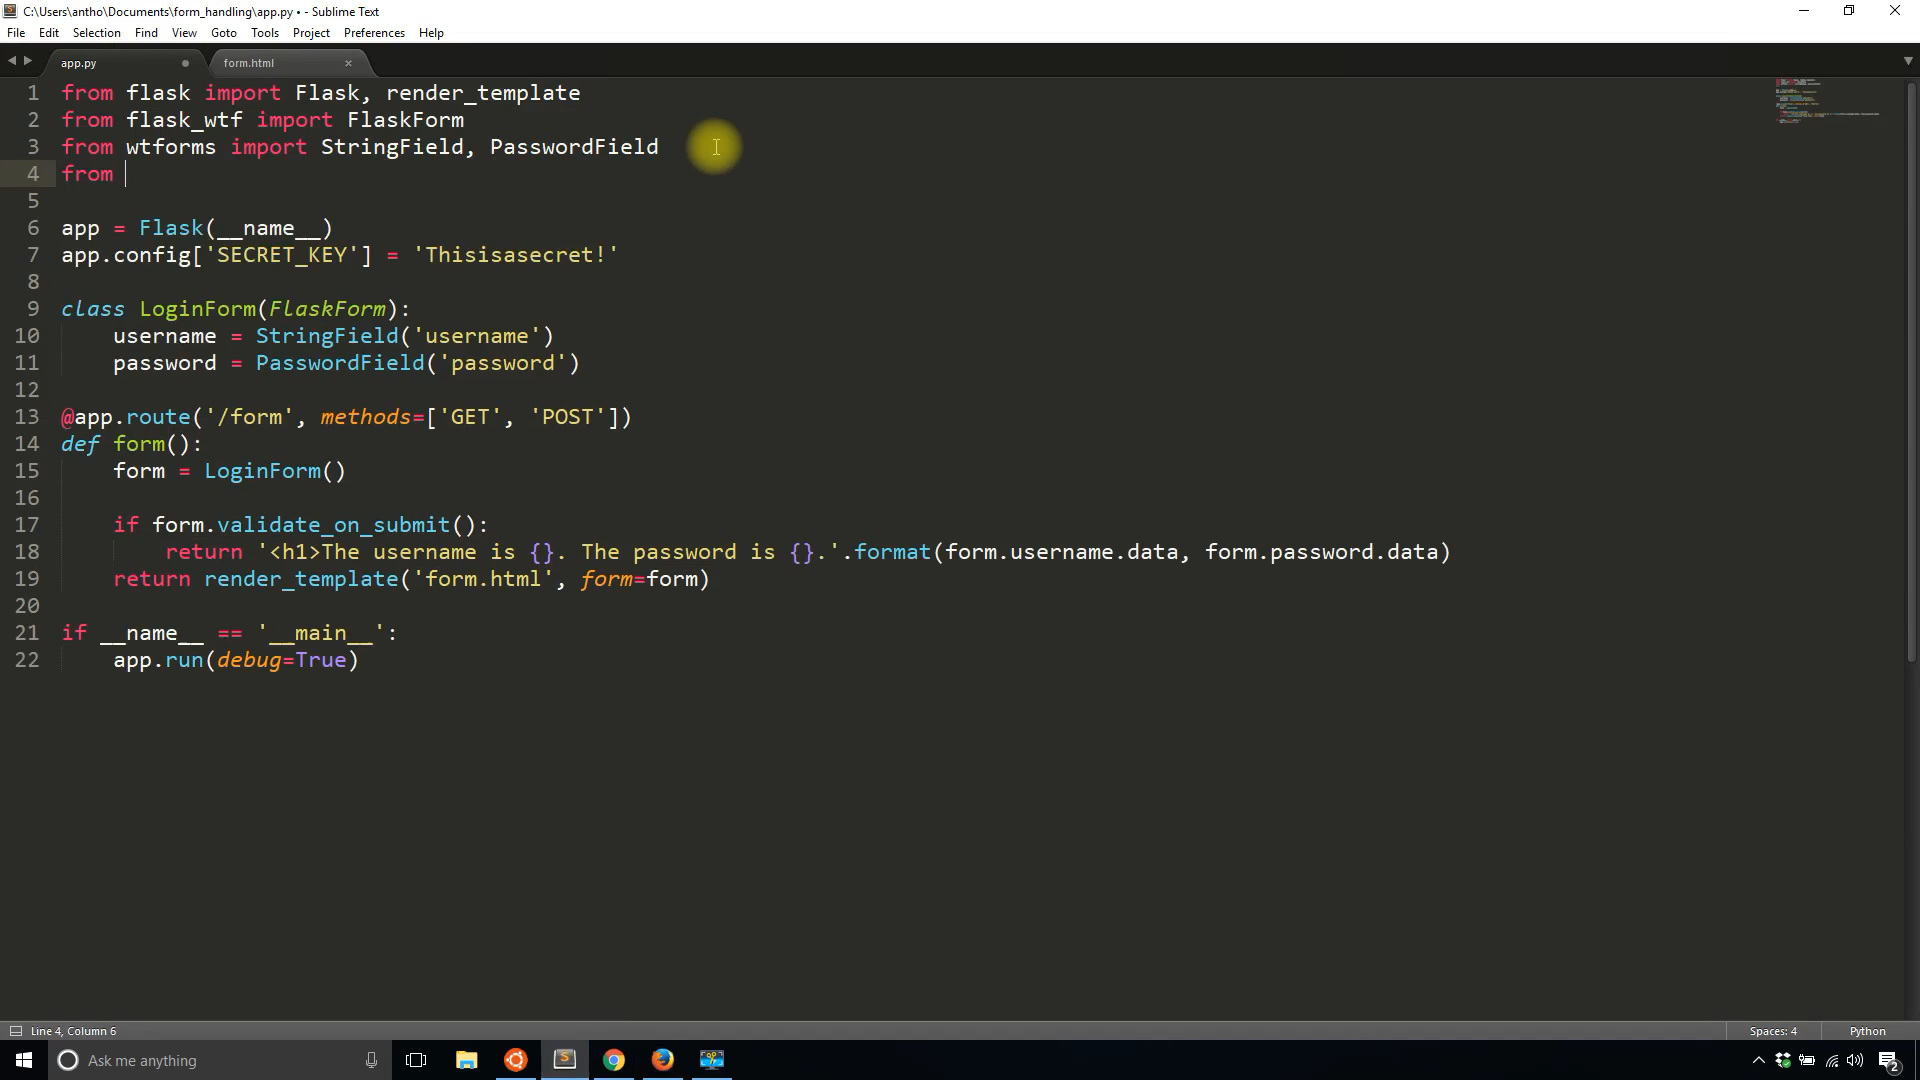 C:\Users\antho\Documents\form_handling\app.py • - Sublime Text
File Edit Selection Find View Goto Tools Project Preferences Help
app.py form.html
1 from flask import Flask, render_template
2 from flask_wtf import FlaskForm
3 from wtforms import StringField, PasswordField
4 from
5
6 app = Flask(__name__)
7 app.config['SECRET_KEY'] = 'Thisisasecret!'
8
9 class LoginForm(FlaskForm):
10     username = StringField('username')
11     password = PasswordField('password')
12
13 @app.route('/form', methods=['GET', 'POST'])
14 def form():
15     form = LoginForm()
16
17     if form.validate_on_submit():
18         return '<h1>The username is {}. The password is {}.'.format(form.username.data, form.password.data)
19     return render_template('form.html', form=form)
20
21 if __name__ == '__main__':
22     app.run(debug=True)
Line 4, Column 6 Spaces: 4 Python
Ask me anything 2